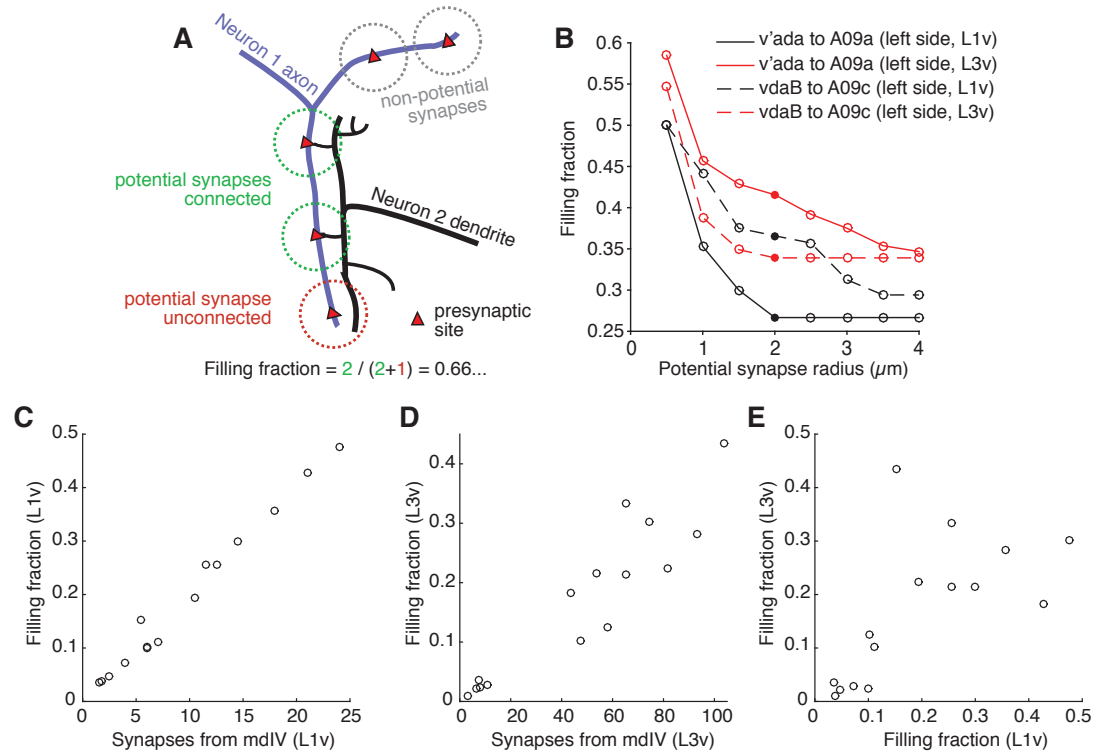 A
Neuron 1 axon
non-potential
synapses
potential synapses
connected
Neuron 2 dendrite
potential synapse
unconnected
presynaptic
site
Filling fraction = 2 / (2+1) = 0.66...
B
v'ada to A09a (left side, L1v)
v'ada to A09a (left side, L3v)
vdaB to A09c (left side, L1v)
vdaB to A09c (left side, L3v)
Filling fraction
0.6
0.55
0.5
0.45
0.4
0.35
0.3
0.25
0 1 2 3 4
Potential synapse radius (µm)
C
Filling fraction (L1v)
0.5
0.4
0.3
0.2
0.1
0
0 5 10 15 20 25
Synapses from mdIV (L1v)
D
Filling fraction (L3v)
0.4
0.3
0.2
0.1
0
0 20 40 60 80 100
Synapses from mdIV (L3v)
E
Filling fraction (L3v)
0.5
0.4
0.3
0.2
0.1
0
0 0.1 0.2 0.3 0.4 0.5
Filling fraction (L1v)